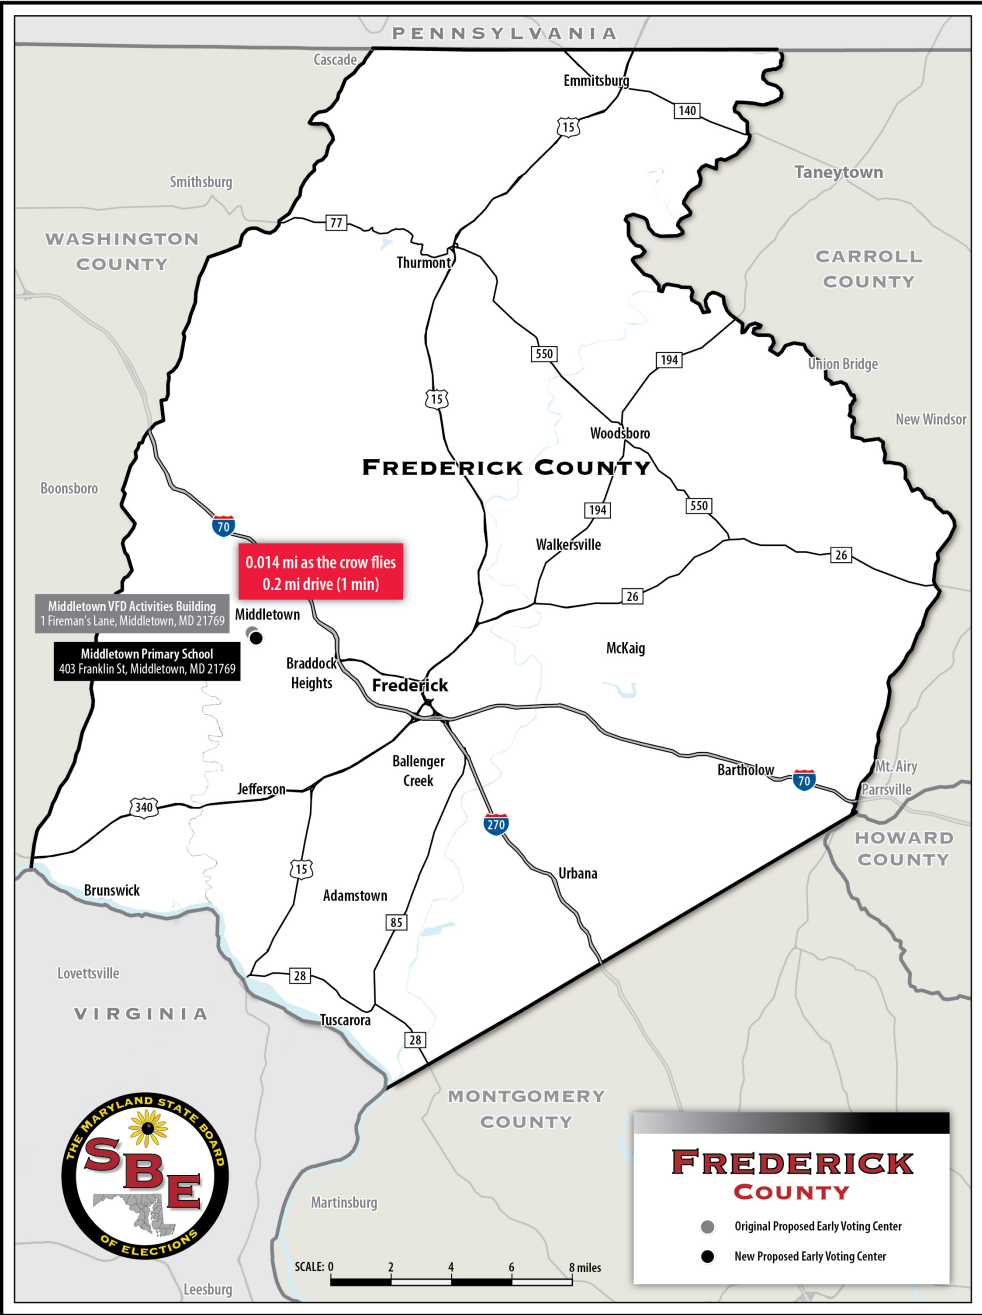 PENNSYLVANIA
Cascade
Emmitsburg
140
15
Taneytown
Smithsburg
77
WASHINGTON
COUNTY
CARROLL
COUNTY
Thurmont
550
194
Union Bridge
15
New Windsor
Woodsboro
FREDERICK COUNTY
Boonsboro
550
194
70
Walkersville
26
0.014 mi as the crow flies
0.2 mi drive (1 min)
26
Middletown VFD Activities Building
1 Fireman's Lane, Middletown, MD 21769
Middletown
Middletown Primary School
403 Franklin St, Middletown, MD 21769
McKaig
Braddock
Heights
Frederick
Ballenger
Creek
Bartholow
70
Mt. Airy
Parrsville
Jefferson
340
270
HOWARD
COUNTY
15
Urbana
Brunswick
Adamstown
85
Lovettsville
28
VIRGINIA
Tuscarora
28
MONTGOMERY
COUNTY
THE MARYLAND STATE BOARD
SBE
OF ELECTIONS
FREDERICK
COUNTY
Original Proposed Early Voting Center
New Proposed Early Voting Center
Martinsburg
SCALE: 0 2 4 6 8 miles
Leesburg